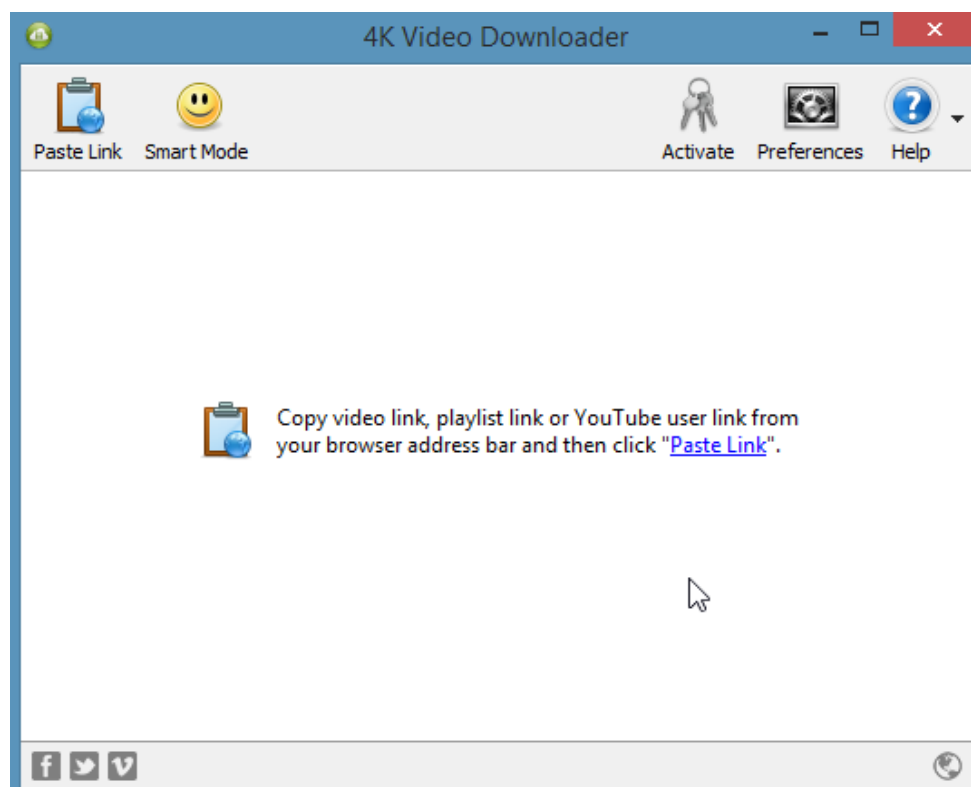 4K Video Downloader
Paste Link Smart Mode Activate Preferences Help
Copy video link, playlist link or YouTube user link from
your browser address bar and then click "Paste Link".